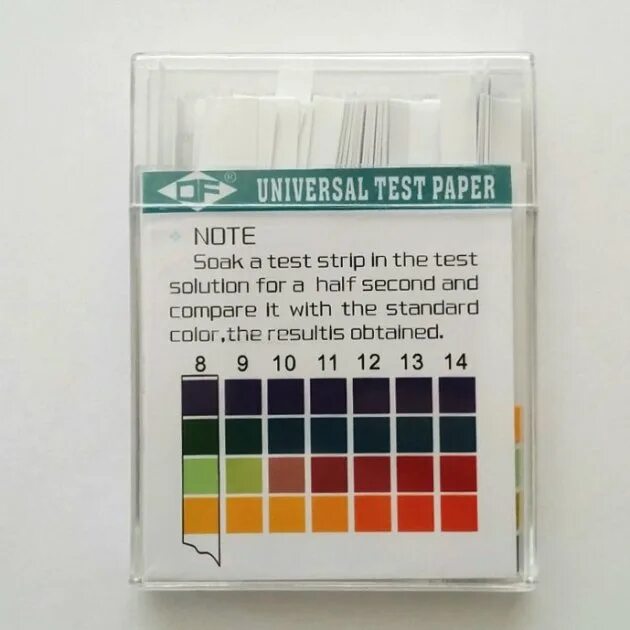 DF® UNIVERSAL TEST PAPER
NOTE
Soak a test strip in the test
solution for a half second and
compare it with the standard
color,the resultis obtained.
8 9 10 11 12 13 14